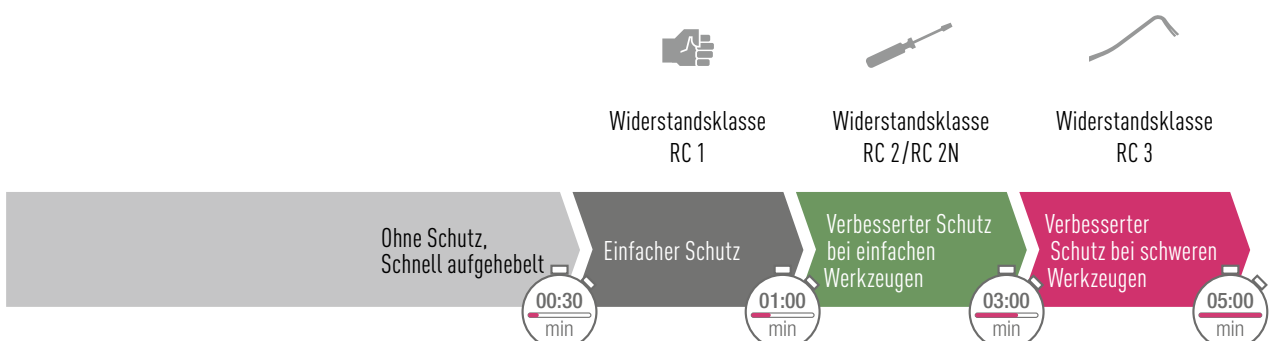 Widerstandsklasse
RC 1
Widerstandsklasse
RC 2/RC 2N
Widerstandsklasse
RC 3
Ohne Schutz,
Schnell aufgehebelt
Einfacher Schutz
Verbesserter Schutz
bei einfachen
Werkzeugen
Verbesserter
Schutz bei schweren
Werkzeugen
00:30
min
01:00
min
03:00
min
05:00
min